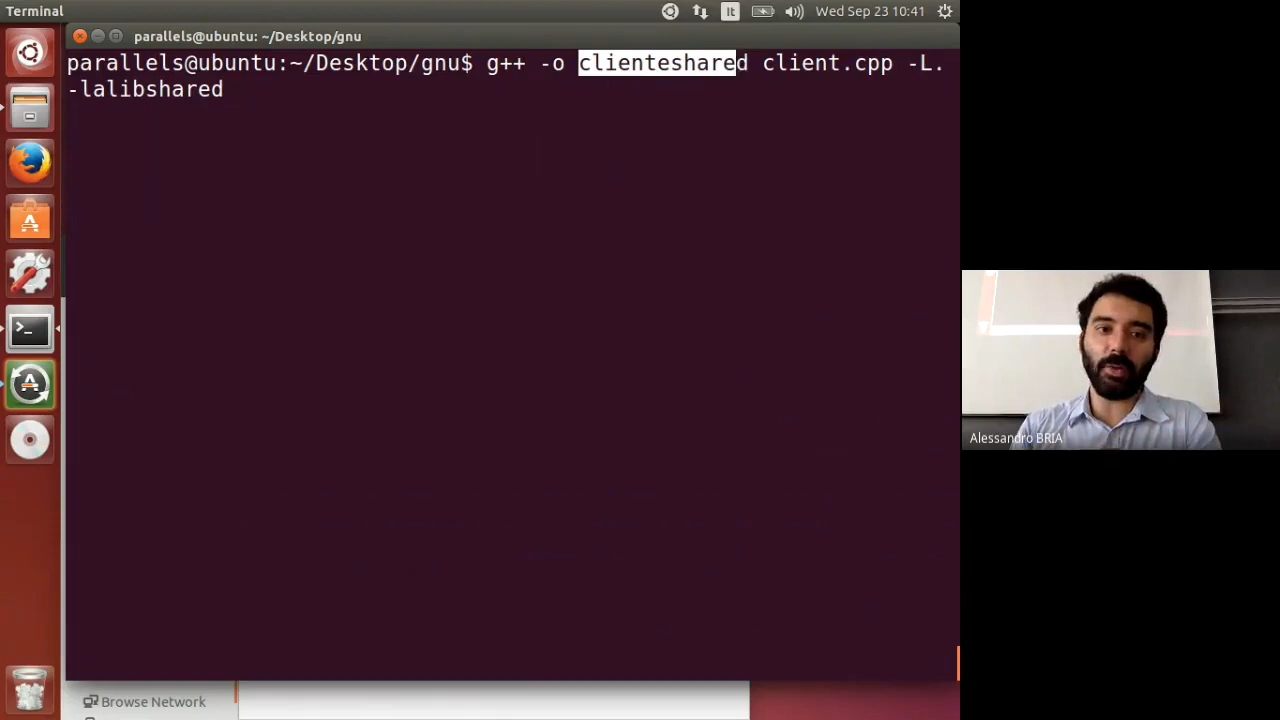 Terminal
It
Wed Sep 23 10:41
parallels@ubuntu: ~/Desktop/gnu
parallels@ubuntu:~/Desktop/gnu$ g++ -o clienteshared client.cpp -L.
-lalibshared
Alessandro BRIA
Browse Network